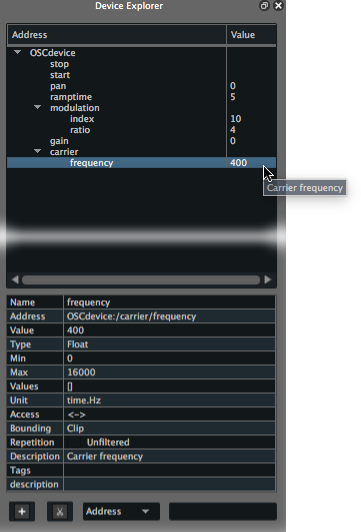 Device Explorer
Address Value
OSCdevice
stop
start
pan 0
ramptime 5
modulation
index 10
ratio 4
gain 0
carrier
frequency 400
Carrier frequency
Name frequency
Address OSCdevice:/carrier/frequency
Value 400
Type Float
Min 0
Max 16000
Values []
Unit time.Hz
Access <->
Bounding Clip
Repetition Unfiltered
Description Carrier frequency
Tags
description
+ Address